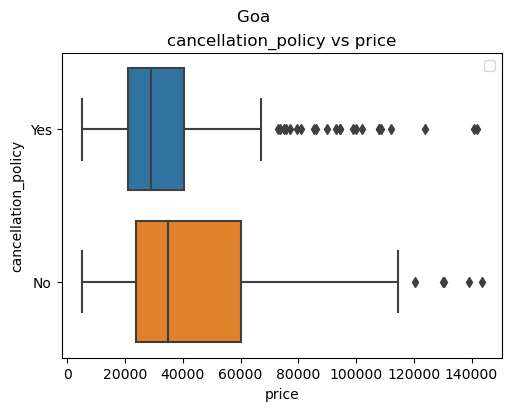 Goa
cancellation_policy vs price
cancellation_policy
Yes
No
0 20000 40000 60000 80000 100000 120000 140000
price